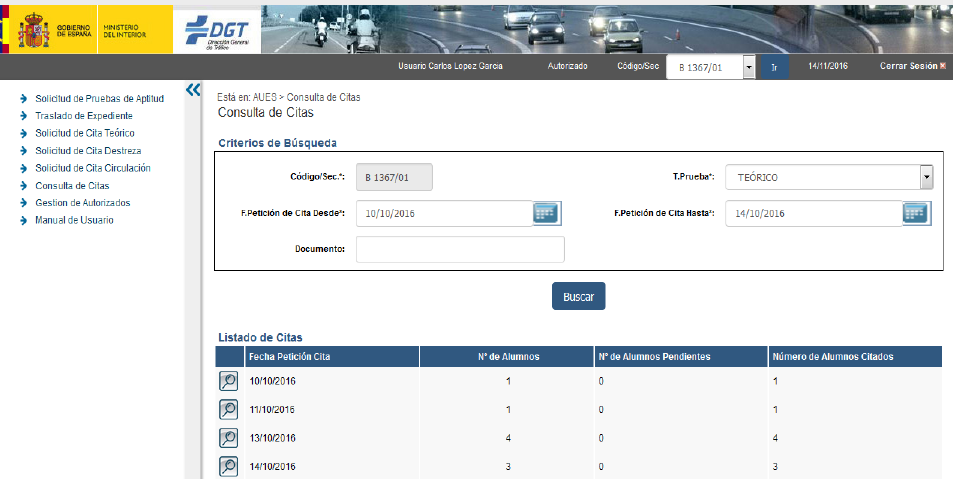 GOBIERNO DE ESPAÑA
MINISTERIO DEL INTERIOR
DGT
Dirección General de Tráfico
Usuario Carlos Lopez Garcia Autorizado Código/Sec B 1367/01 Ir 14/11/2016 Cerrar Sesión
Solicitud de Pruebas de Aptitud
Traslado de Expediente
Solicitud de Cita Teórico
Solicitud de Cita Destreza
Solicitud de Cita Circulación
Consulta de Citas
Gestion de Autorizados
Manual de Usuario
Está en: AUES > Consulta de Citas
Consulta de Citas
Criterios de Búsqueda
Código/Sec.*: B 1367/01 T.Prueba*: TEÓRICO
F.Petición de Cita Desde*: 10/10/2016 F.Petición de Cita Hasta*: 14/10/2016
Documento:
Buscar
Listado de Citas
Fecha Petición Cita Nº de Alumnos Nº de Alumnos Pendientes Número de Alumnos Citados
10/10/2016 1 0 1
11/10/2016 1 0 1
13/10/2016 4 0 4
14/10/2016 3 0 3